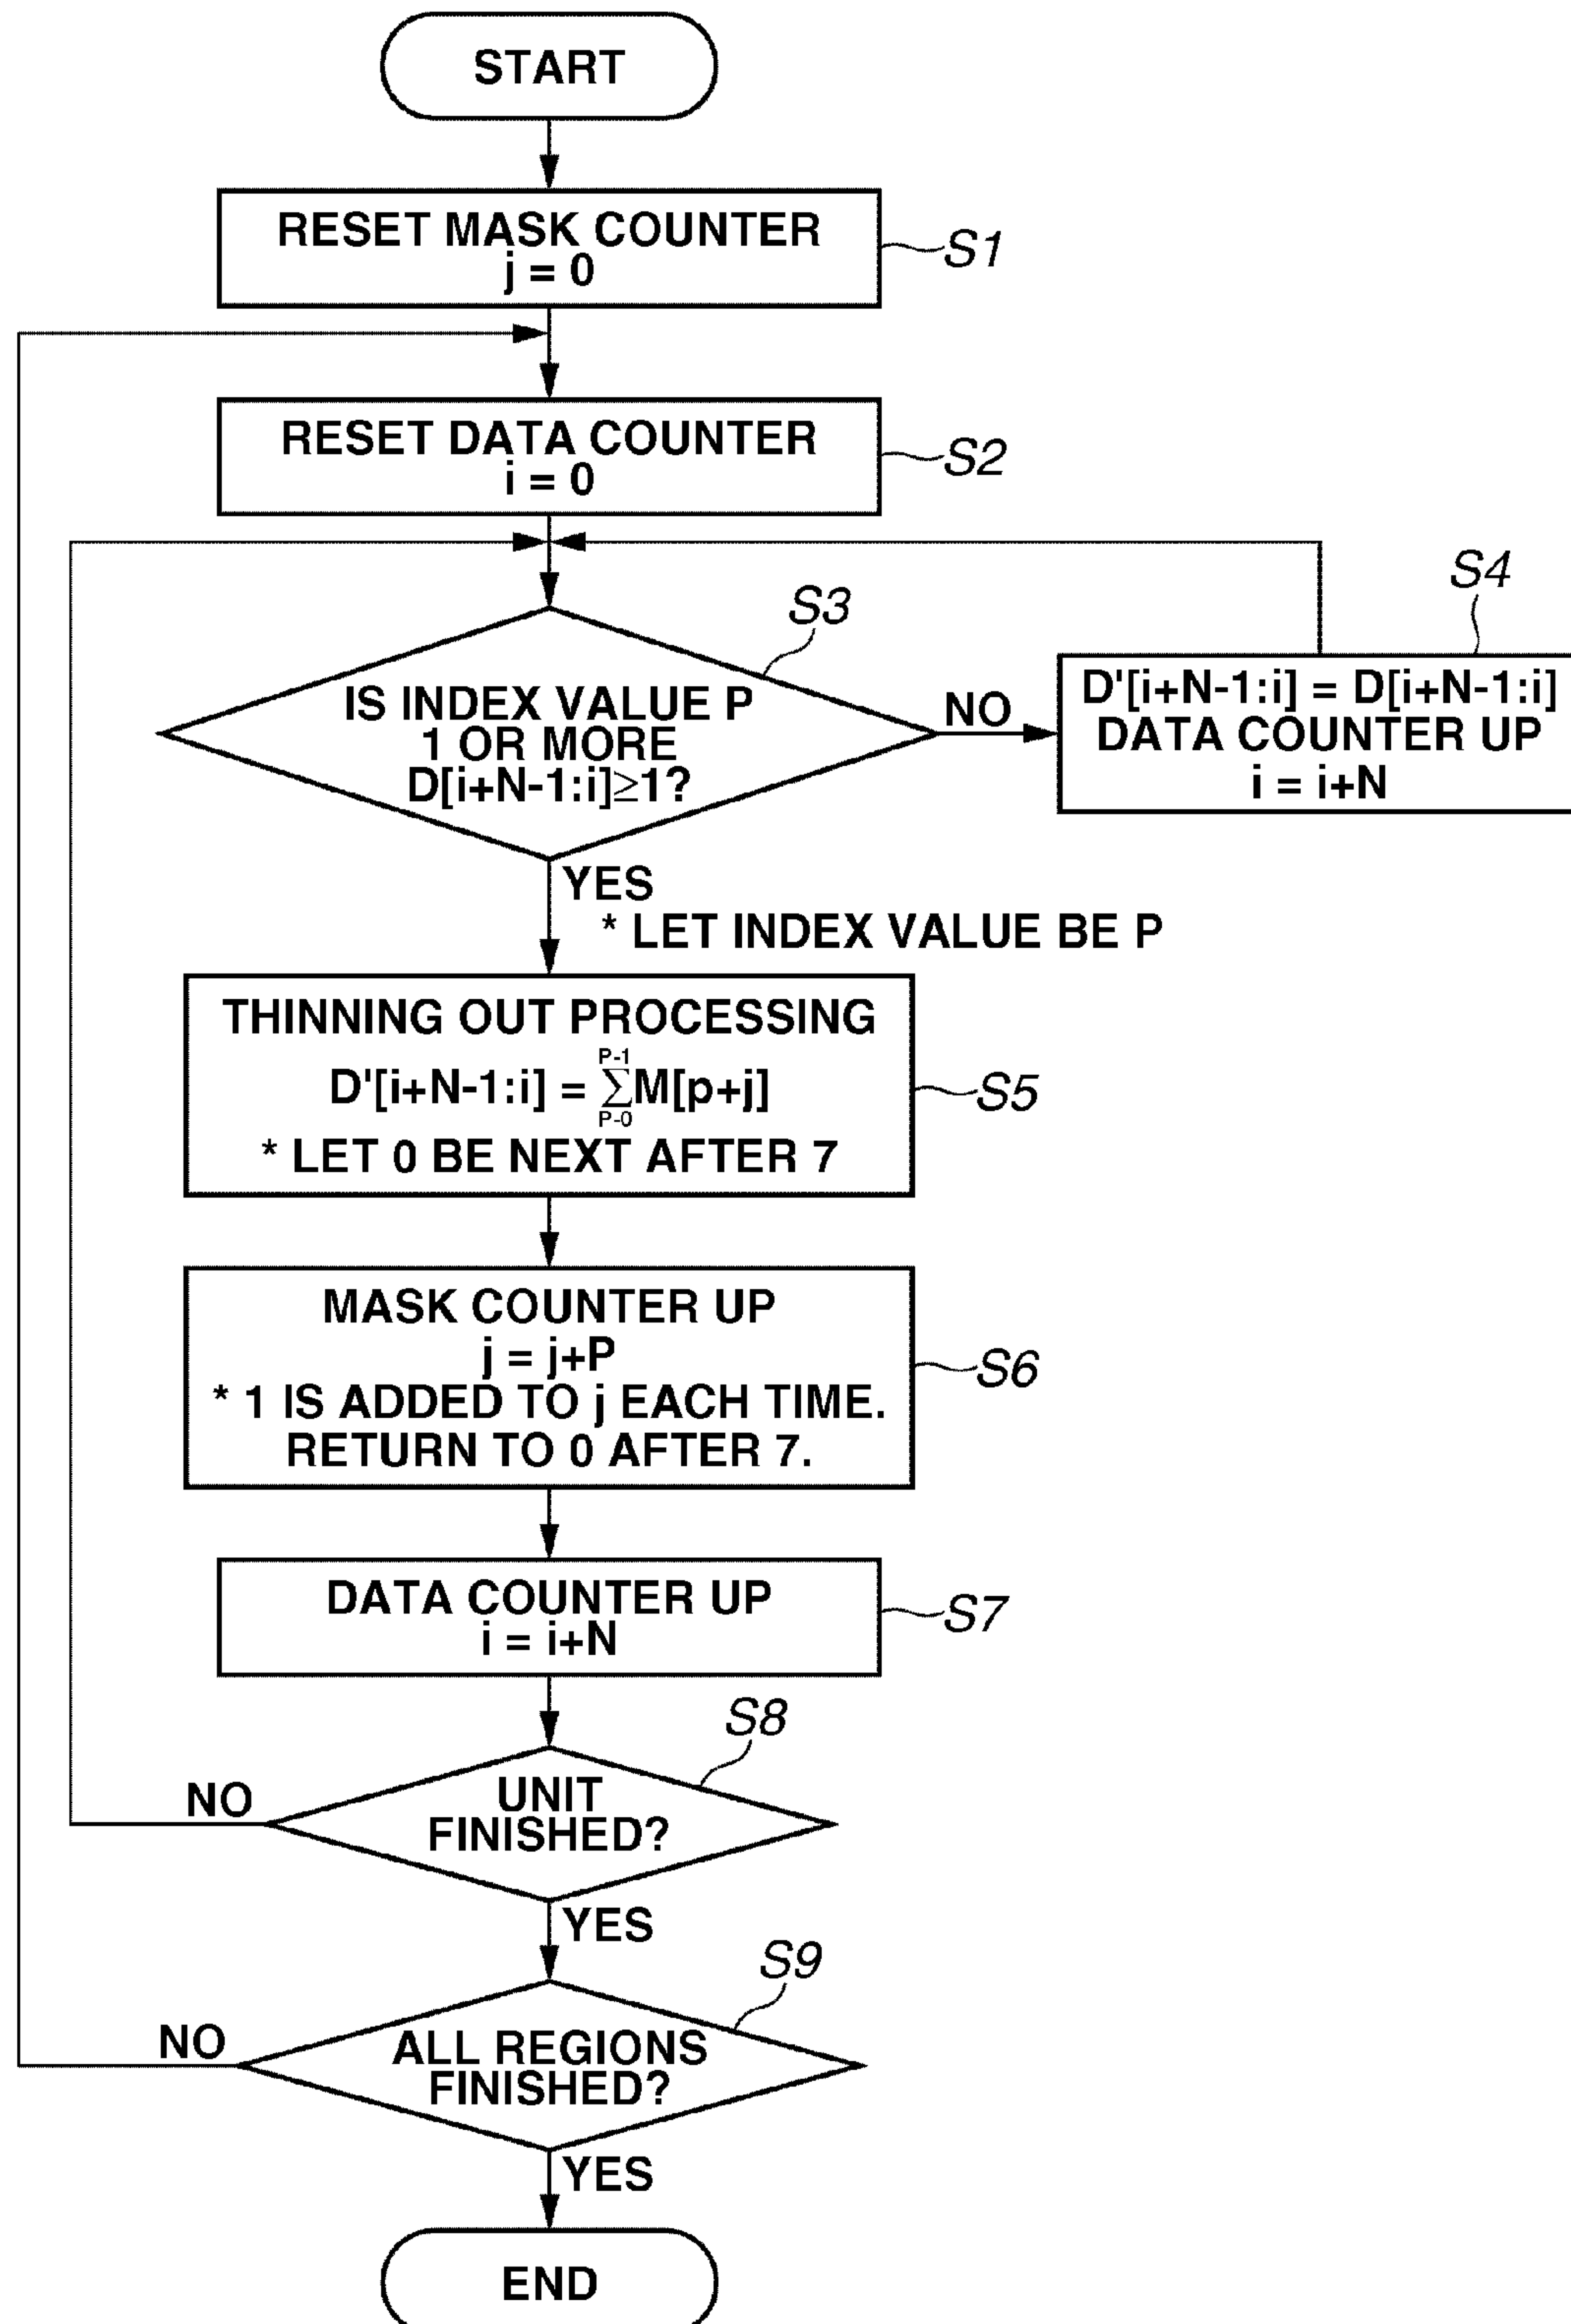 START
RESET MASK COUNTER
j = 0
S1
RESET DATA COUNTER
i = 0
S2
S3
IS INDEX VALUE P
1 OR MORE
D[i+N-1:i]≥1?
NO
S4
D'[i+N-1:i] = D[i+N-1:i]
DATA COUNTER UP
i = i+N
YES
* LET INDEX VALUE BE P
THINNING OUT PROCESSING
P-1
D'[i+N-1:i] = ΣM[p+j]
P-0
* LET 0 BE NEXT AFTER 7
S5
MASK COUNTER UP
j = j+P
* 1 IS ADDED TO j EACH TIME.
RETURN TO 0 AFTER 7.
S6
DATA COUNTER UP
i = i+N
S7
S8
UNIT
FINISHED?
NO
YES
S9
ALL REGIONS
FINISHED?
NO
YES
END